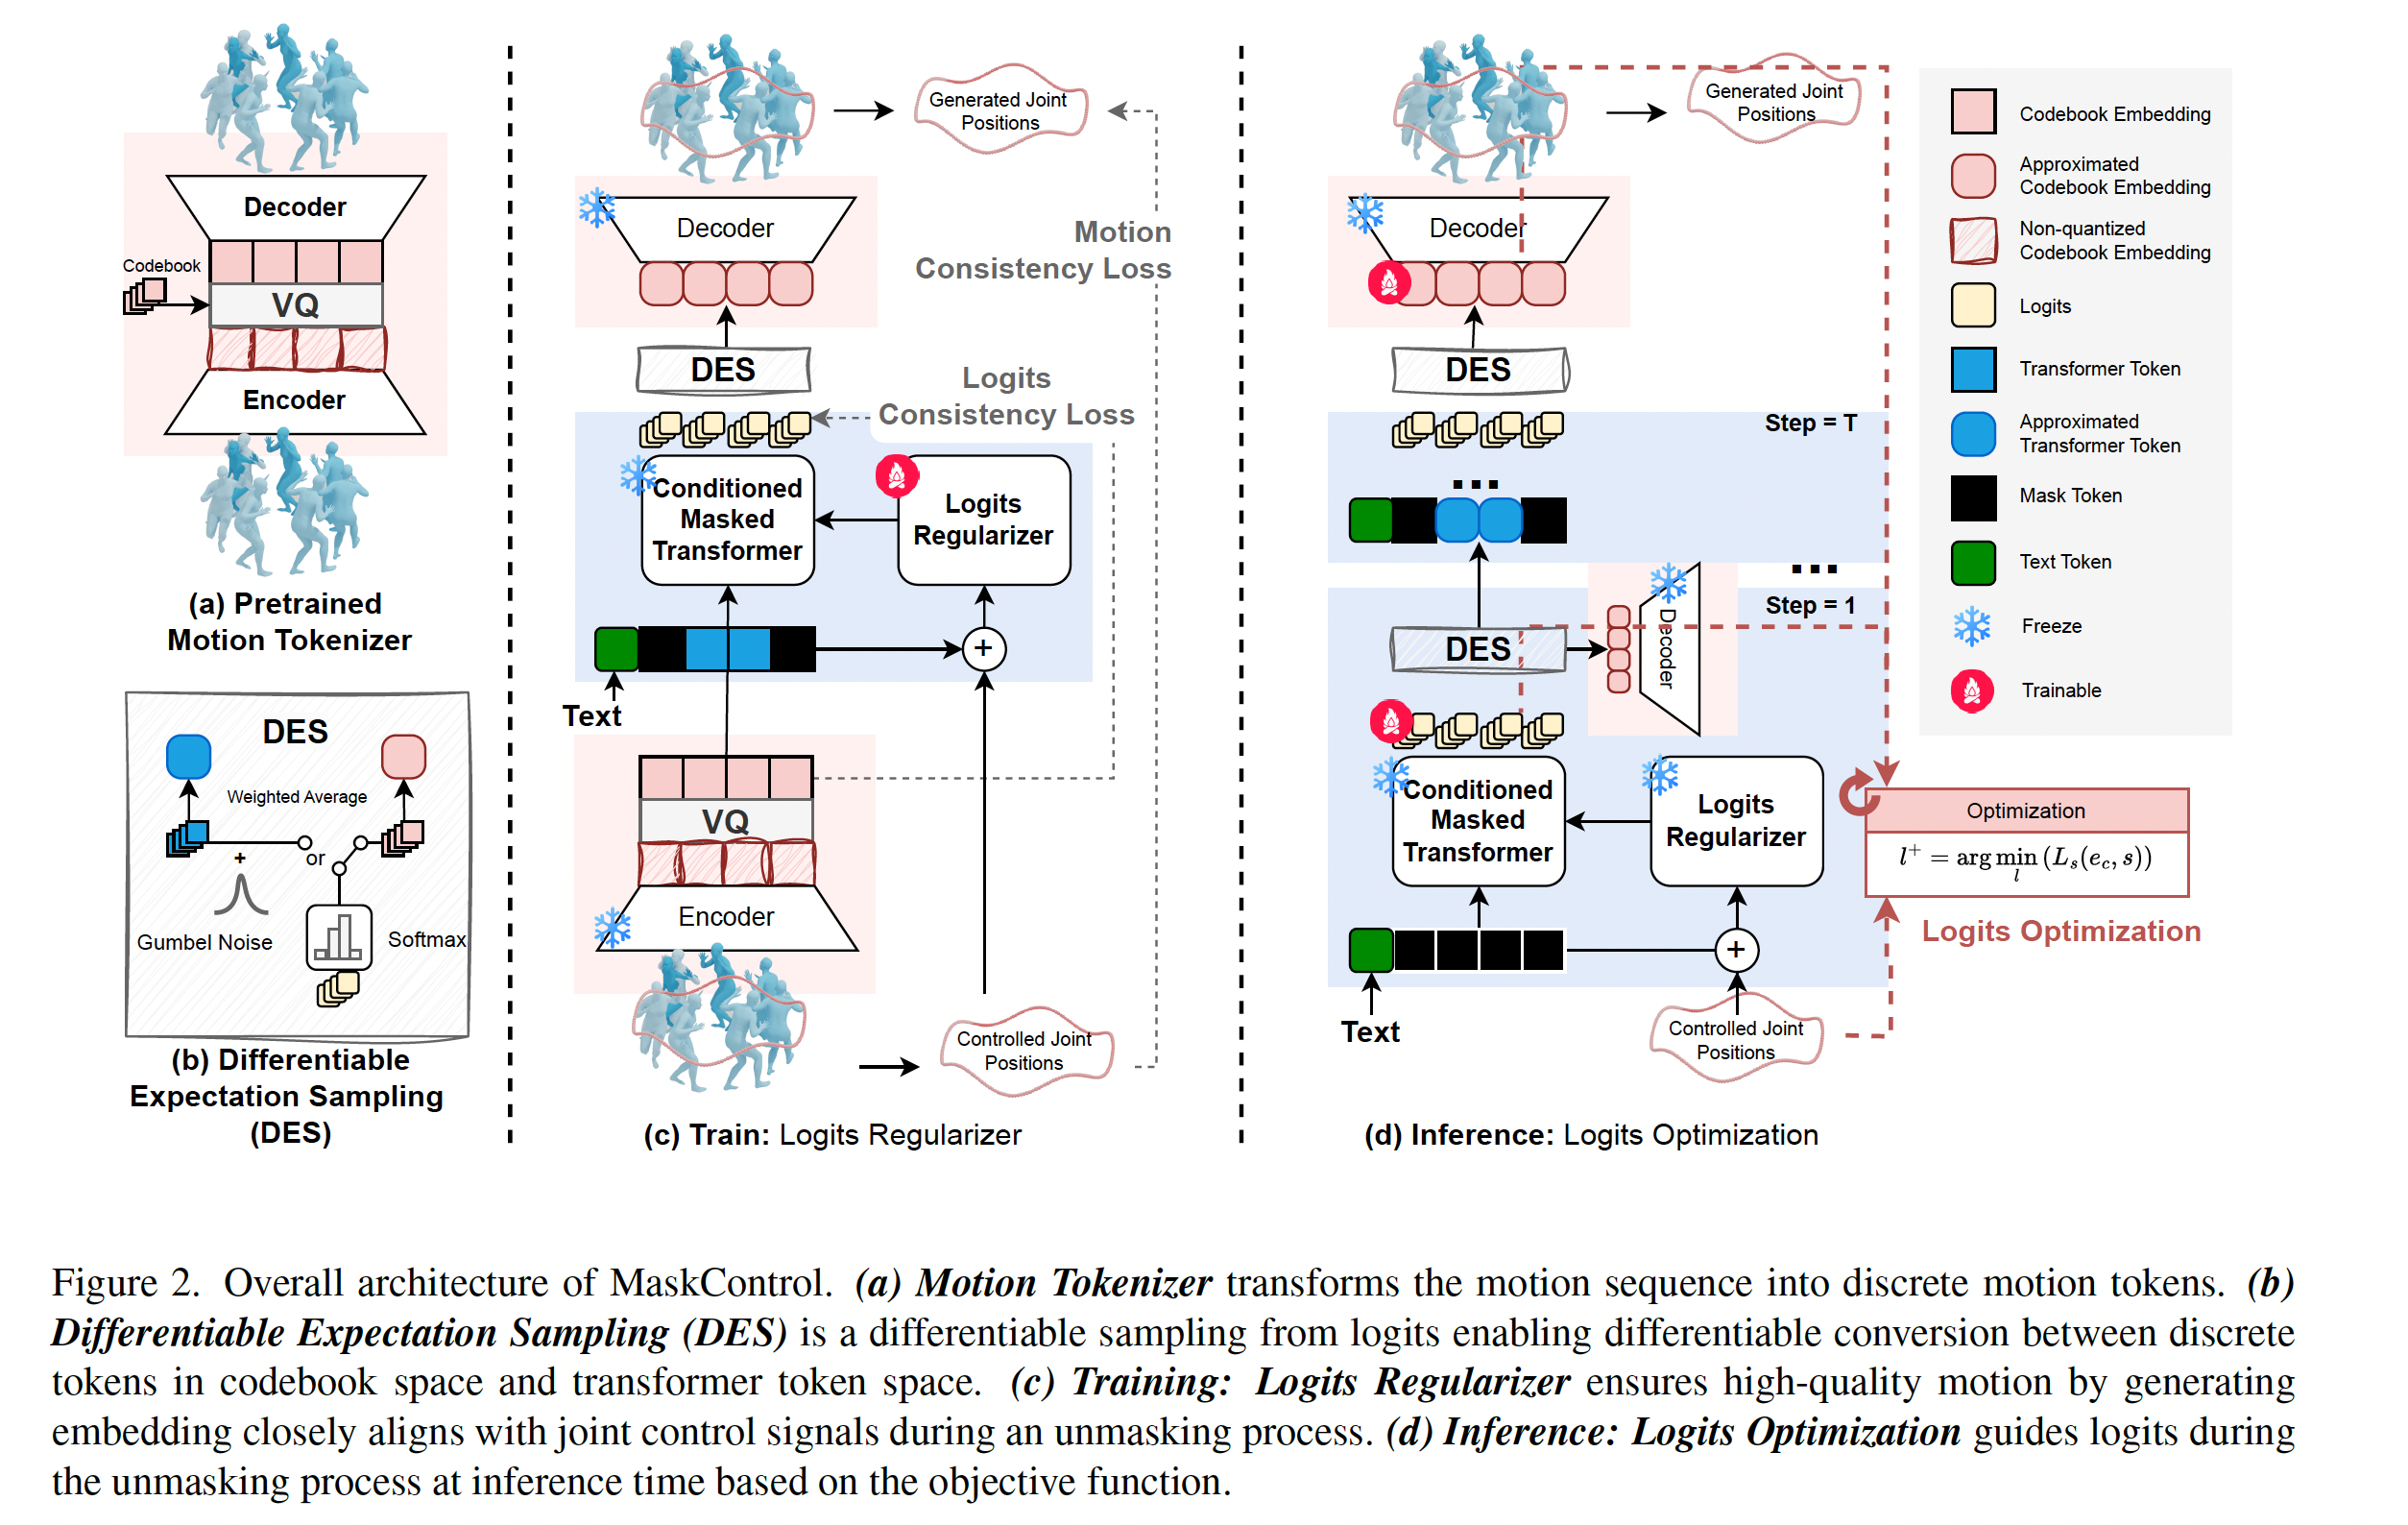 Decoder
Codebook
VQ
Encoder
(a) Pretrained
Motion Tokenizer
DES
Weighted Average
+
or
Gumbel Noise
Softmax
(b) Differentiable
Expectation Sampling
(DES)
Generated Joint
Positions
Decoder
Motion
Consistency Loss
DES
Logits
Consistency Loss
Conditioned
Masked
Transformer
Logits
Regularizer
+
Text
VQ
Encoder
Controlled Joint
Positions
(c) Train: Logits Regularizer
Generated Joint
Positions
Decoder
DES
Step = T
...
...
Step = 1
DES
Decoder
Conditioned
Masked
Transformer
Logits
Regularizer
+
Text
Controlled Joint
Positions
Optimization
l⁺ = arg min (Lₛ(e_c, s))
l
Logits Optimization
(d) Inference: Logits Optimization
Codebook Embedding
Approximated
Codebook Embedding
Non-quantized
Codebook Embedding
Logits
Transformer Token
Approximated
Transformer Token
Mask Token
Text Token
Freeze
Trainable
Figure 2. Overall architecture of MaskControl. (a) Motion Tokenizer transforms the motion sequence into discrete motion tokens. (b)
Differentiable Expectation Sampling (DES) is a differentiable sampling from logits enabling differentiable conversion between discrete
tokens in codebook space and transformer token space. (c) Training: Logits Regularizer ensures high-quality motion by generating
embedding closely aligns with joint control signals during an unmasking process. (d) Inference: Logits Optimization guides logits during
the unmasking process at inference time based on the objective function.